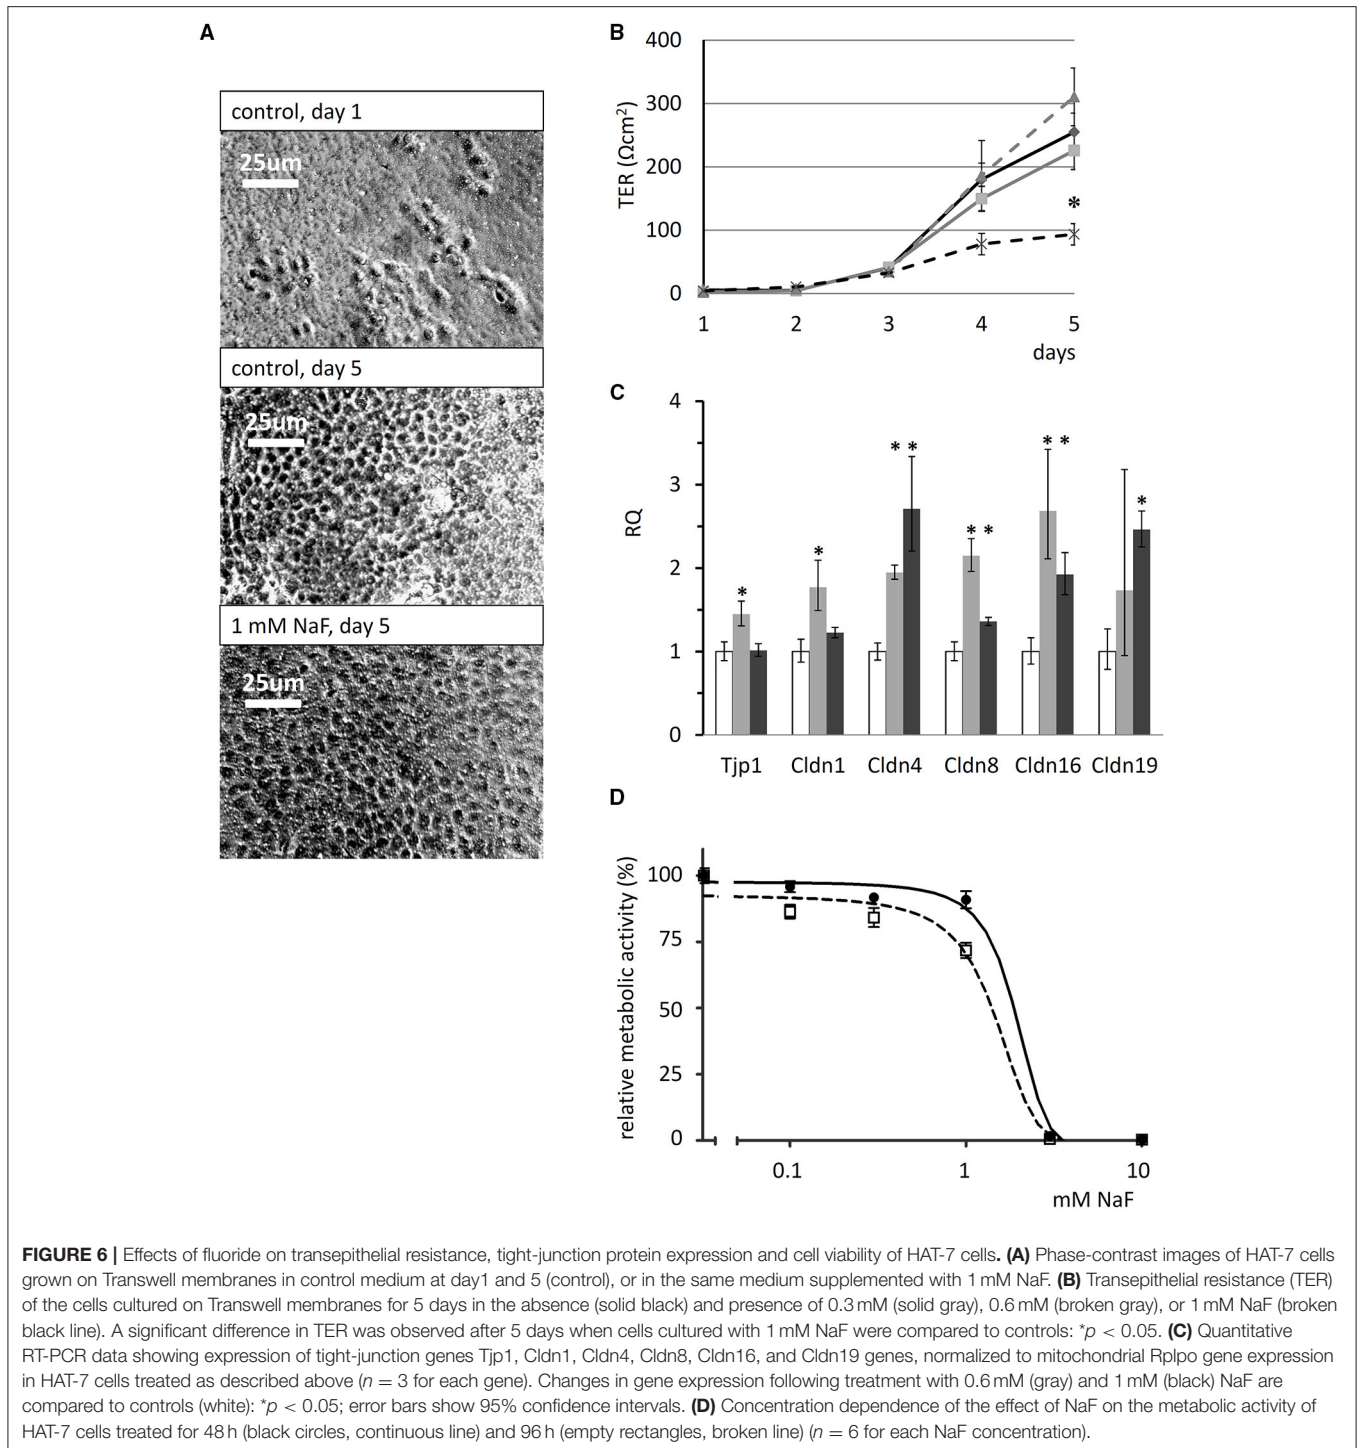 A
control, day 1
25um
control, day 5
25um
1 mM NaF, day 5
25um
B
400
300
200
100
0
TER (Ωcm²)
*
1 2 3 4 5
days
C
4
3
2
1
0
RQ
* * * * * * * * *
Tjp1 Cldn1 Cldn4 Cldn8 Cldn16 Cldn19
D
100
75
50
25
0
relative metabolic activity (%)
0.1 1 10
mM NaF
FIGURE 6 | Effects of fluoride on transepithelial resistance, tight-junction protein expression and cell viability of HAT-7 cells. (A) Phase-contrast images of HAT-7 cells
grown on Transwell membranes in control medium at day1 and 5 (control), or in the same medium supplemented with 1 mM NaF. (B) Transepithelial resistance (TER)
of the cells cultured on Transwell membranes for 5 days in the absence (solid black) and presence of 0.3 mM (solid gray), 0.6 mM (broken gray), or 1 mM NaF (broken
black line). A significant difference in TER was observed after 5 days when cells cultured with 1 mM NaF were compared to controls: *p < 0.05. (C) Quantitative
RT-PCR data showing expression of tight-junction genes Tjp1, Cldn1, Cldn4, Cldn8, Cldn16, and Cldn19 genes, normalized to mitochondrial Rplpo gene expression
in HAT-7 cells treated as described above (n = 3 for each gene). Changes in gene expression following treatment with 0.6 mM (gray) and 1 mM (black) NaF are
compared to controls (white): *p < 0.05; error bars show 95% confidence intervals. (D) Concentration dependence of the effect of NaF on the metabolic activity of
HAT-7 cells treated for 48 h (black circles, continuous line) and 96 h (empty rectangles, broken line) (n = 6 for each NaF concentration).